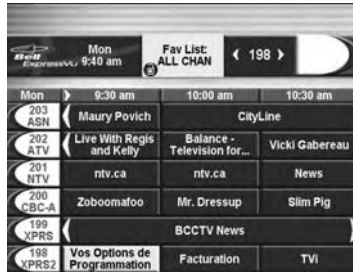 Bell ExpressVu
Mon
9:40 am
Fav List:
ALL CHAN
198
Mon 9:30 am 10:00 am 10:30 am
203
ASN
Maury Povich
CityLine
202
ATV
Live With Regis
and Kelly
Balance -
Television for...
Vicki Gabereau
201
NTV
ntv.ca
ntv.ca
News
200
CBC-A
Zoboomafoo
Mr. Dressup
Slim Pig
199
XPRS
BCCTV News
198
XPRS2
Vos Options de
Programmation
Facturation
TVi